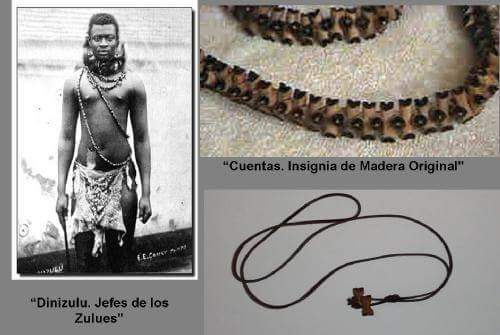 "Cuentas. Insignia de Madera Original"
"Dinizulu. Jefes de los
Zulues"